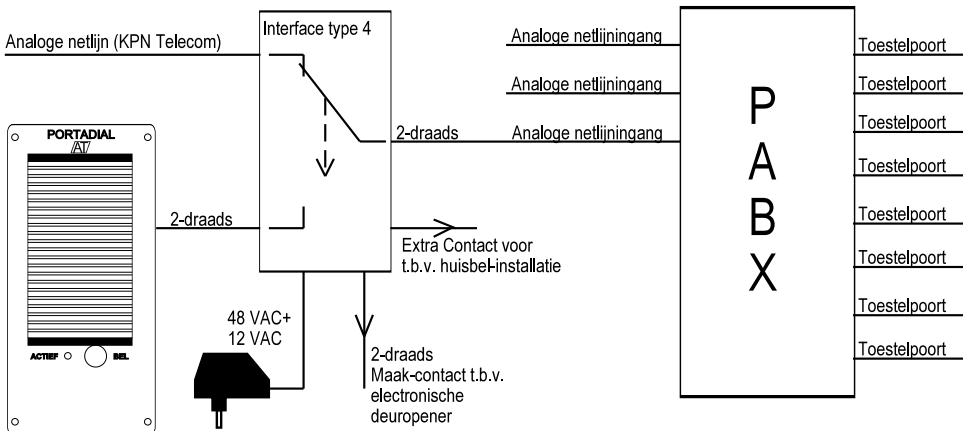 Interface type 4
Analoge netlijn (KPN Telecom)
PORTADIAL
AT
ACTIEF
BEL
2-draads
2-draads
Extra Contact voor
t.b.v. huisbel-installatie
48 VAC+
12 VAC
2-draads
Maak-contact t.b.v.
electronische
deuropener
Analoge netlijningang
Analoge netlijningang
Analoge netlijningang
P
A
B
X
Toestelpoort
Toestelpoort
Toestelpoort
Toestelpoort
Toestelpoort
Toestelpoort
Toestelpoort
Toestelpoort